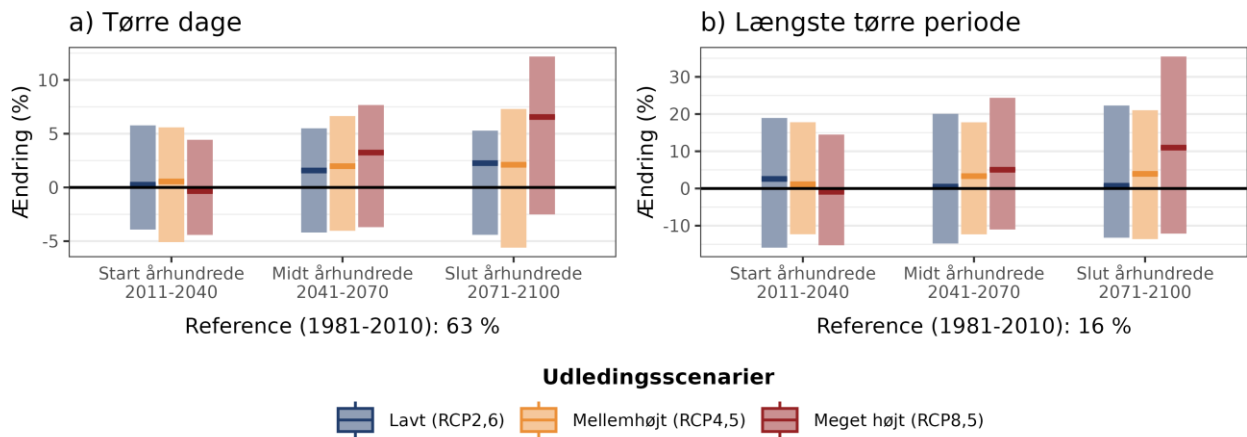 a) Tørre dage
Ændring (%)
10
5
0
-5
Start århundrede
2011-2040
Midt århundrede
2041-2070
Slut århundrede
2071-2100
Reference (1981-2010): 63 %
b) Længste tørre periode
Ændring (%)
30
20
10
0
-10
Start århundrede
2011-2040
Midt århundrede
2041-2070
Slut århundrede
2071-2100
Reference (1981-2010): 16 %
Udledingsscenarier
Lavt (RCP2,6)
Mellemhøjt (RCP4,5)
Meget højt (RCP8,5)